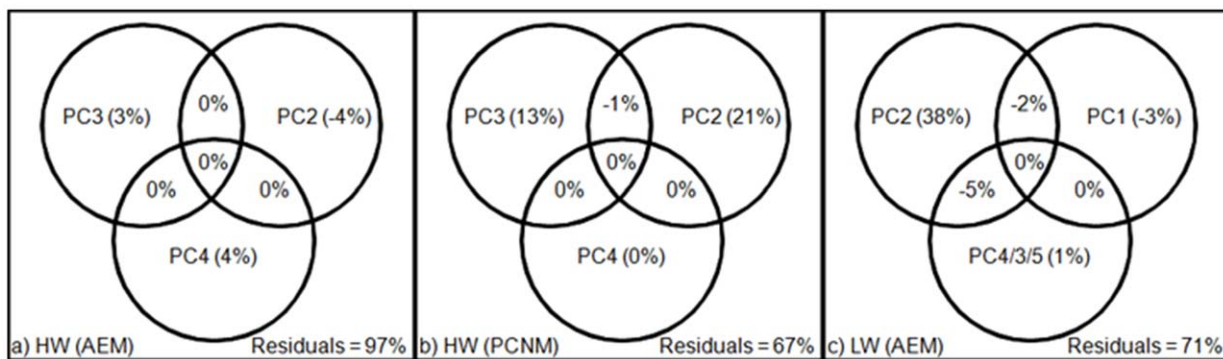 0%
PC3 (3%)
PC2 (-4%)
0%
0%
0%
PC4 (4%)
a) HW (AEM)
Residuals = 97%
-1%
PC3 (13%)
PC2 (21%)
0%
0%
0%
PC4 (0%)
b) HW (PCNM)
Residuals = 67%
-2%
PC2 (38%)
PC1 (-3%)
0%
-5%
0%
PC4/3/5 (1%)
c) LW (AEM)
Residuals = 71%